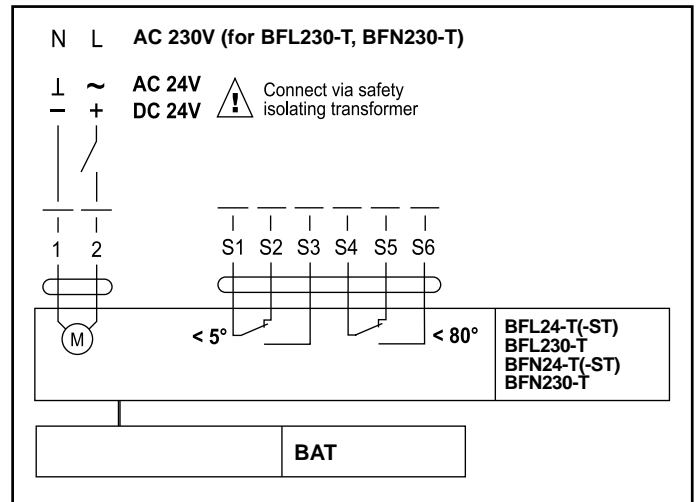 N L AC 230V (for BFL230-T, BFN230-T)
⊥ ~ AC 24V
− + DC 24V
! Connect via safety
isolating transformer
1 2 S1 S2 S3 S4 S5 S6
M < 5° < 80°
BFL24-T(-ST)
BFL230-T
BFN24-T(-ST)
BFN230-T
BAT